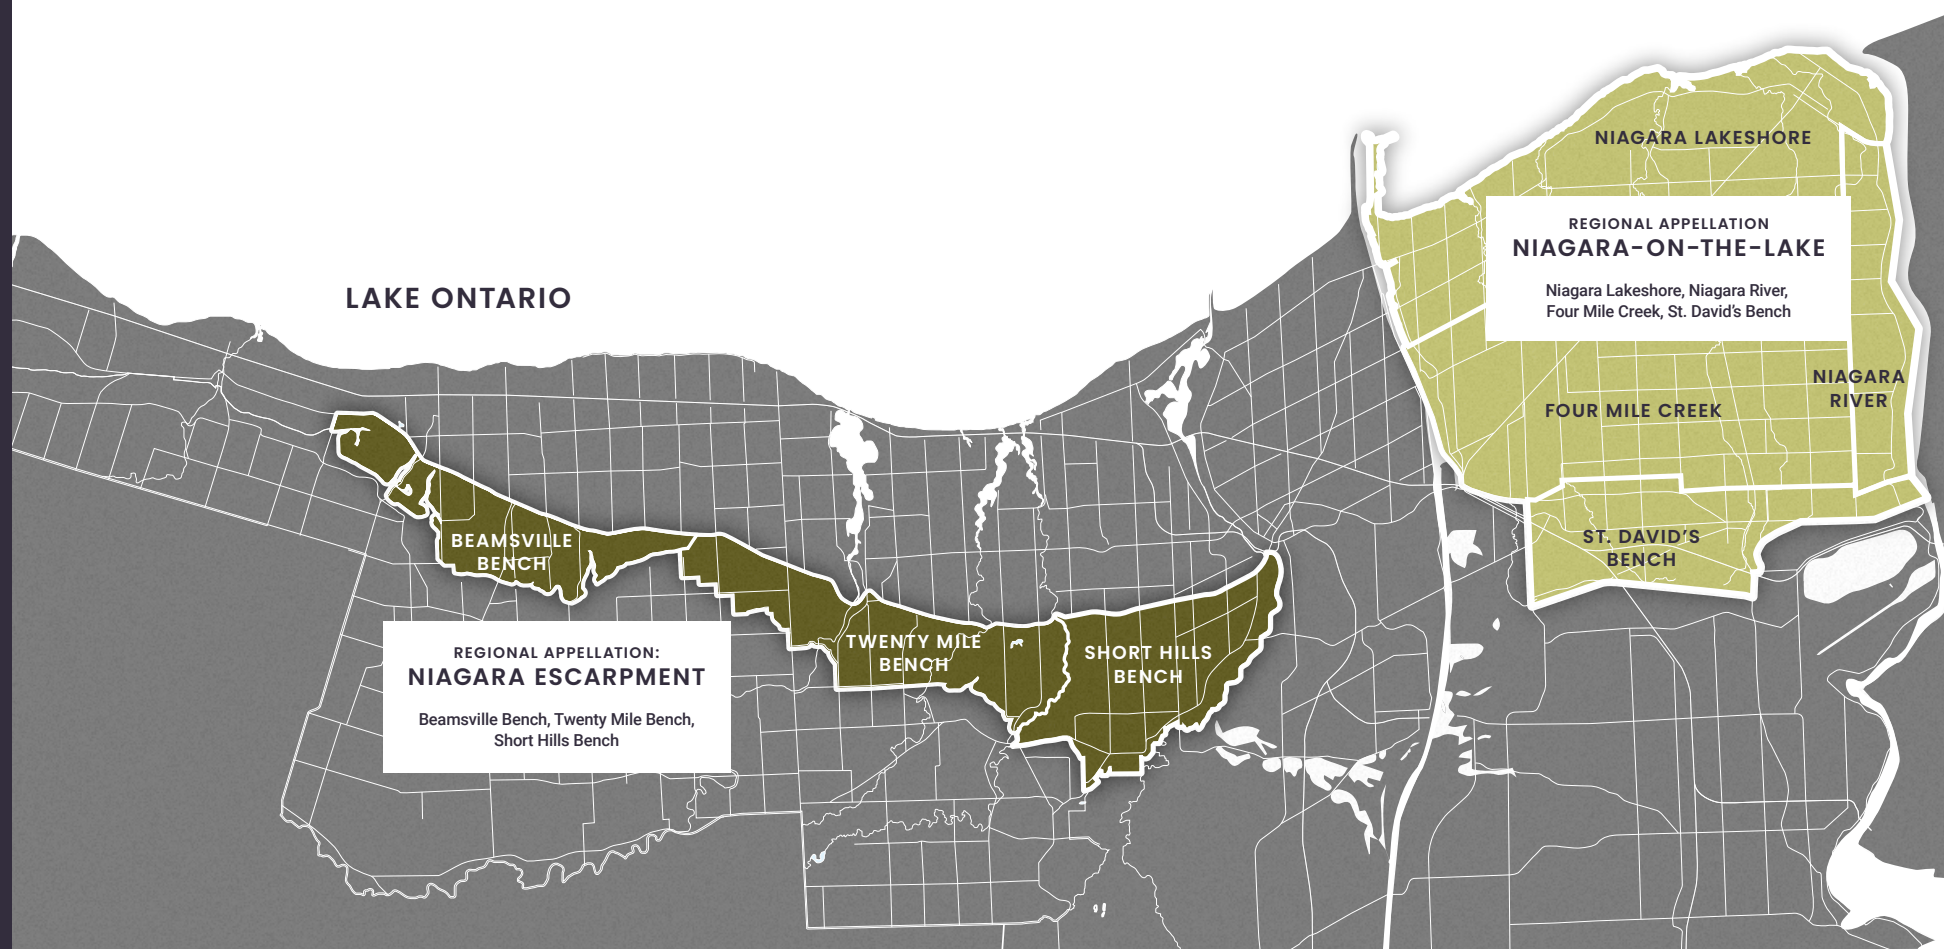 NIAGARA LAKESHORE
REGIONAL APPELLATION
NIAGARA-ON-THE-LAKE
Niagara Lakeshore, Niagara River,
Four Mile Creek, St. David’s Bench
LAKE ONTARIO
NIAGARA
RIVER
FOUR MILE CREEK
ST. DAVID’S
BENCH
BEAMSVILLE
BENCH
TWENTY MILE
BENCH
SHORT HILLS
BENCH
REGIONAL APPELLATION:
NIAGARA ESCARPMENT
Beamsville Bench, Twenty Mile Bench,
Short Hills Bench